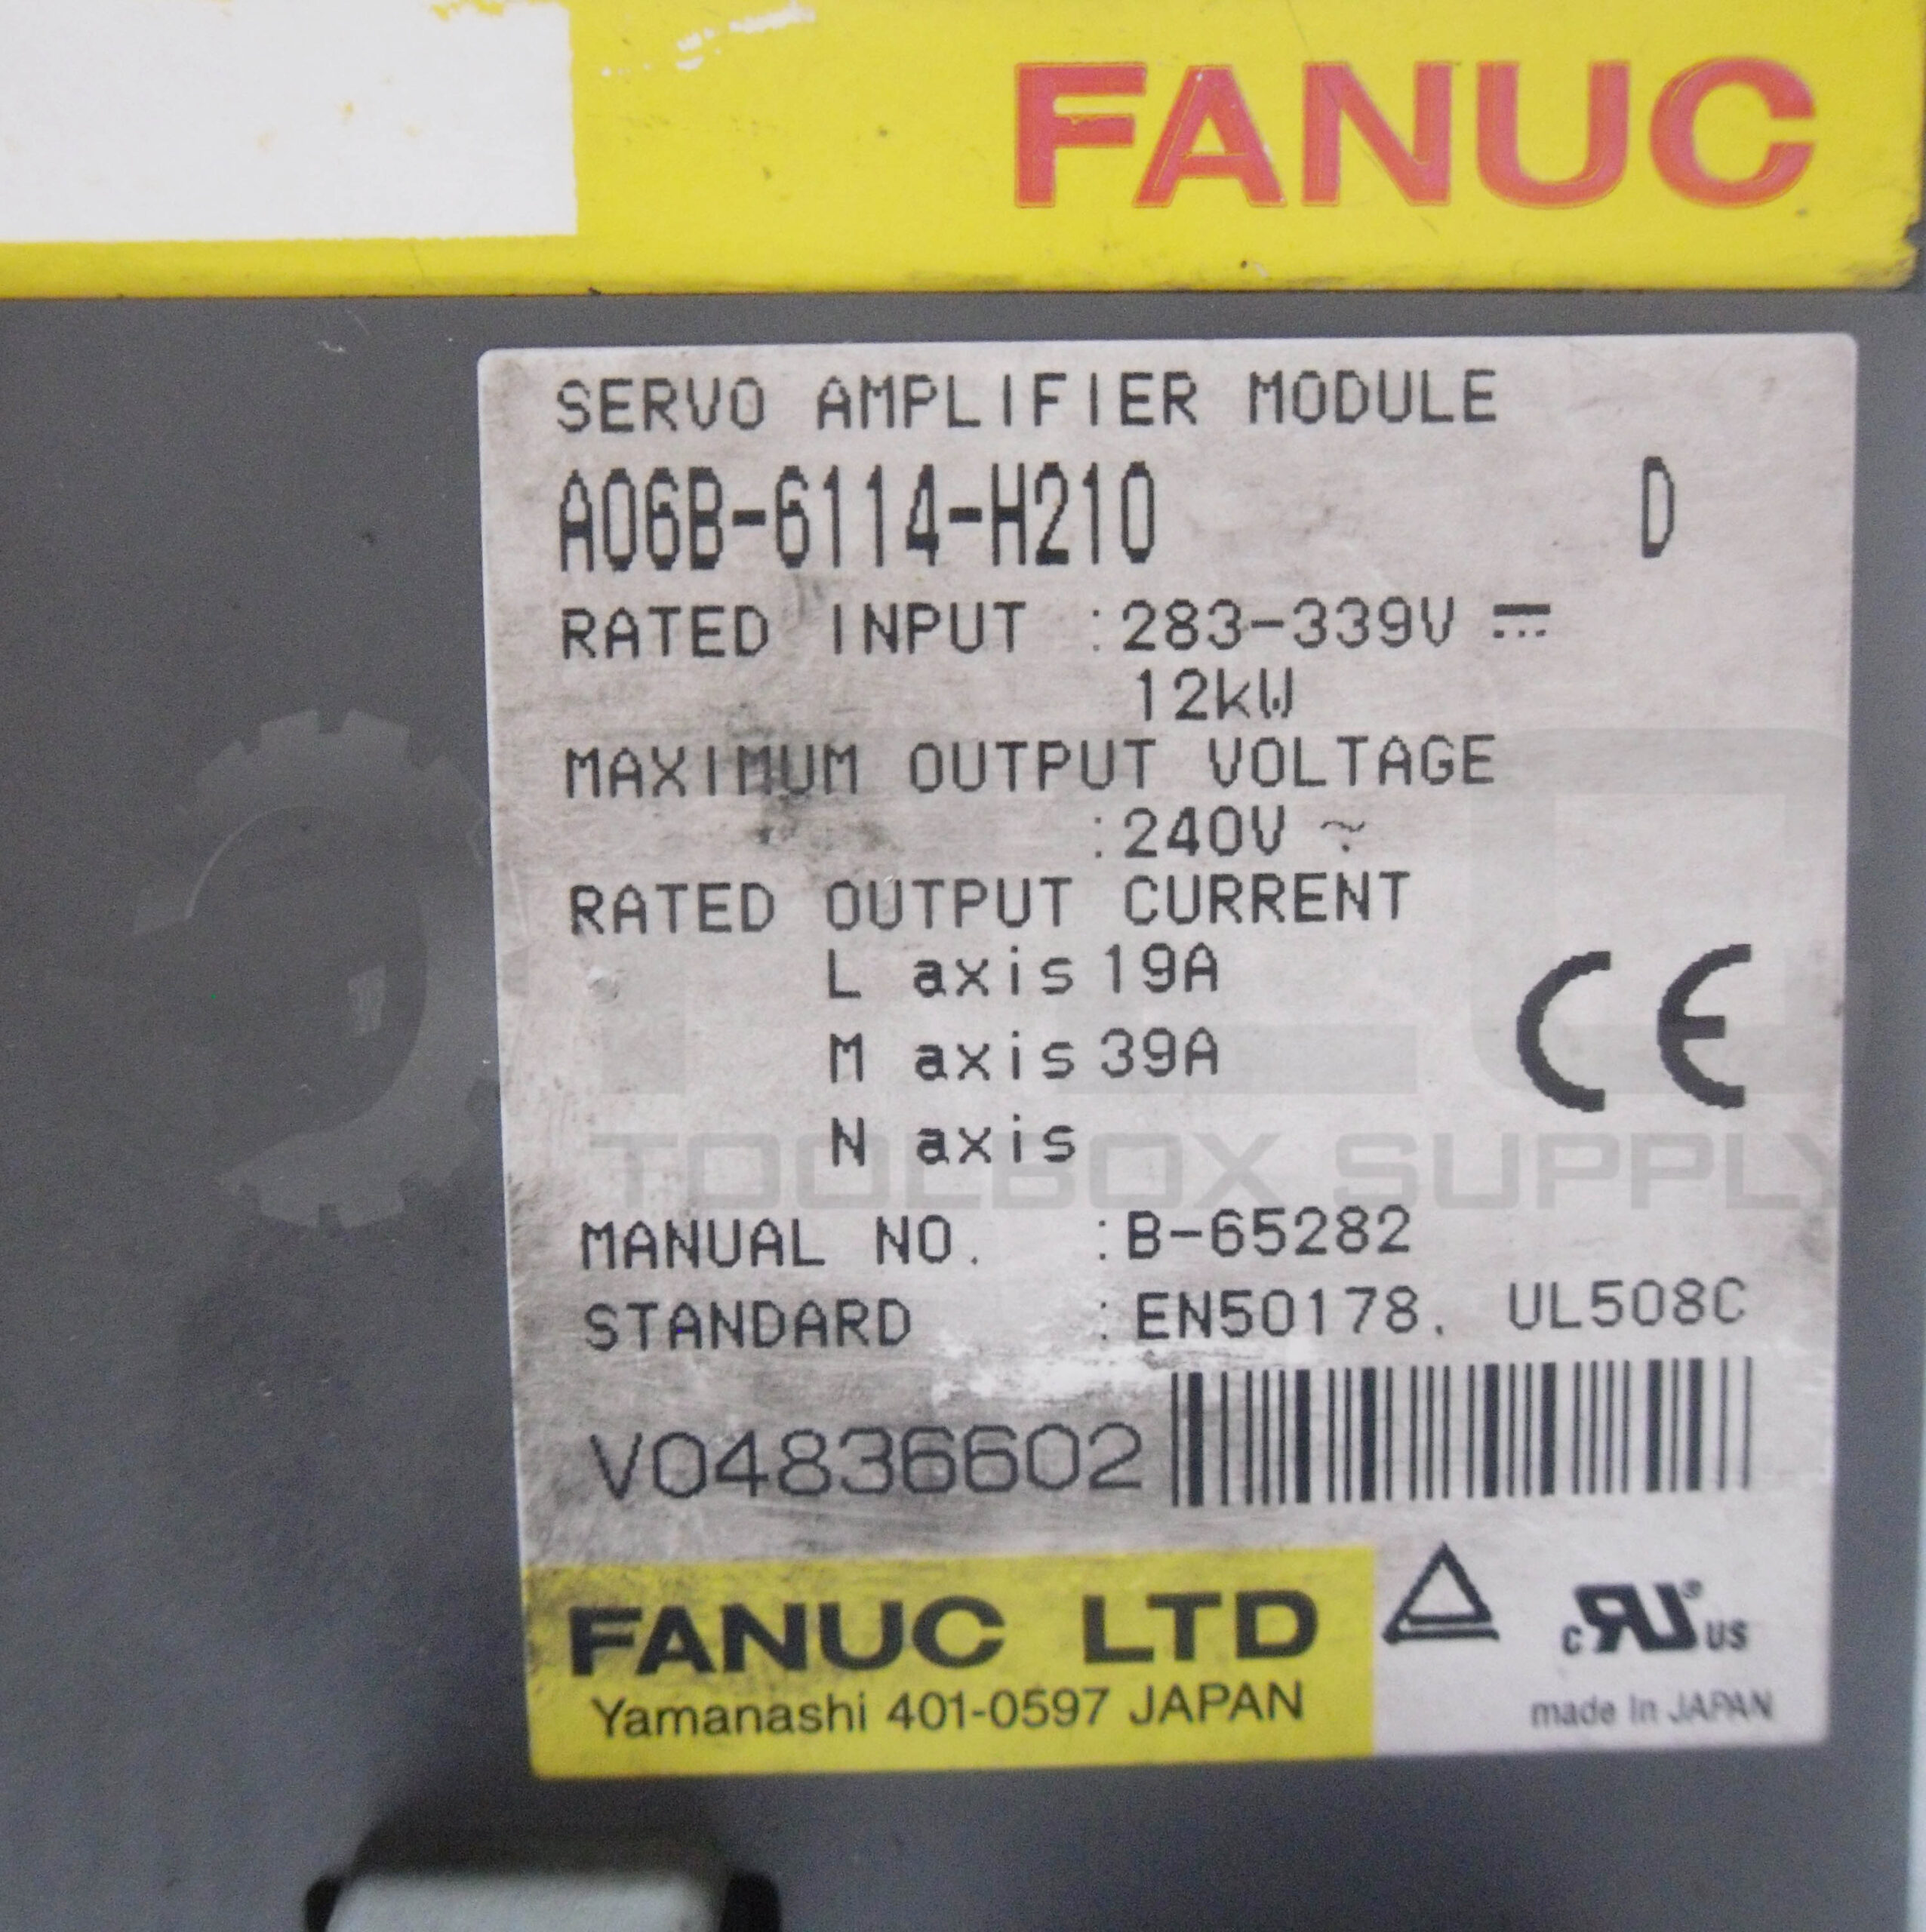 FANUC
SERVO AMPLIFIER MODULE
A06B-6114-H210 D
RATED INPUT :283-339V ⎓
12kW
MAXIMUM OUTPUT VOLTAGE
:240V ~
RATED OUTPUT CURRENT
L axis 19A
M axis 39A
N axis
CE
TOOLBOX SUPPLY
MANUAL NO. :B-65282
STANDARD :EN50178, UL508C
V04836602
FANUC LTD
Yamanashi 401-0597 JAPAN
c RU ® US
made in JAPAN